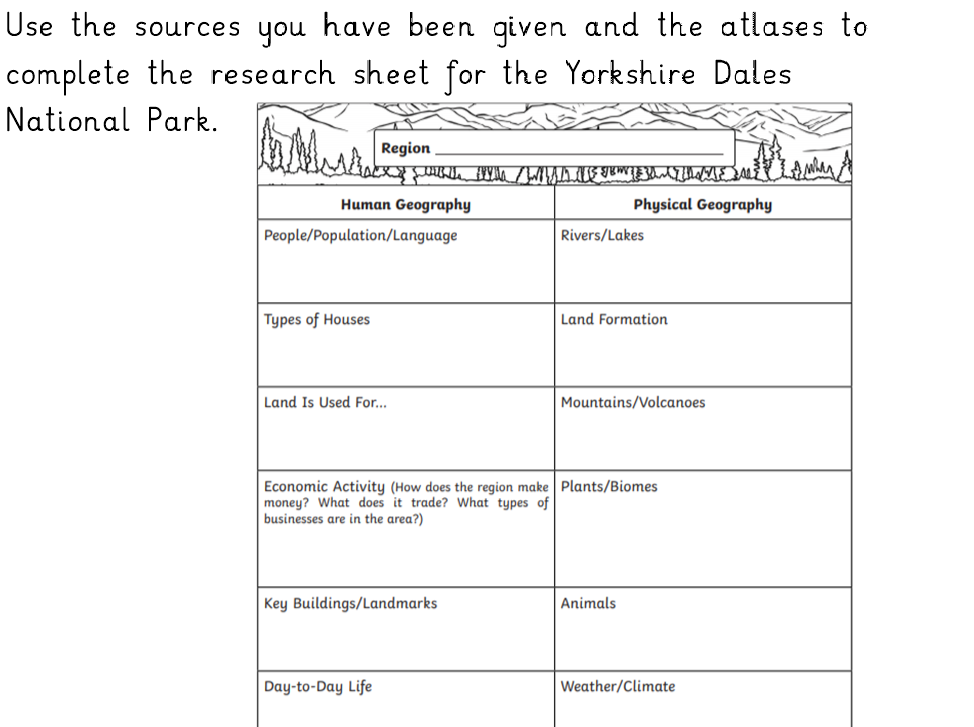 Use the sources you have been given and the atlases to
complete the research sheet for the Yorkshire Dales
National Park.
Region
Human Geography
Physical Geography
People/Population/Language
Rivers/Lakes
Types of Houses
Land Formation
Land Is Used For...
Mountains/Volcanoes
Economic Activity (How does the region make
money? What does it trade? What types of
businesses are in the area?)
Plants/Biomes
Key Buildings/Landmarks
Animals
Day-to-Day Life
Weather/Climate